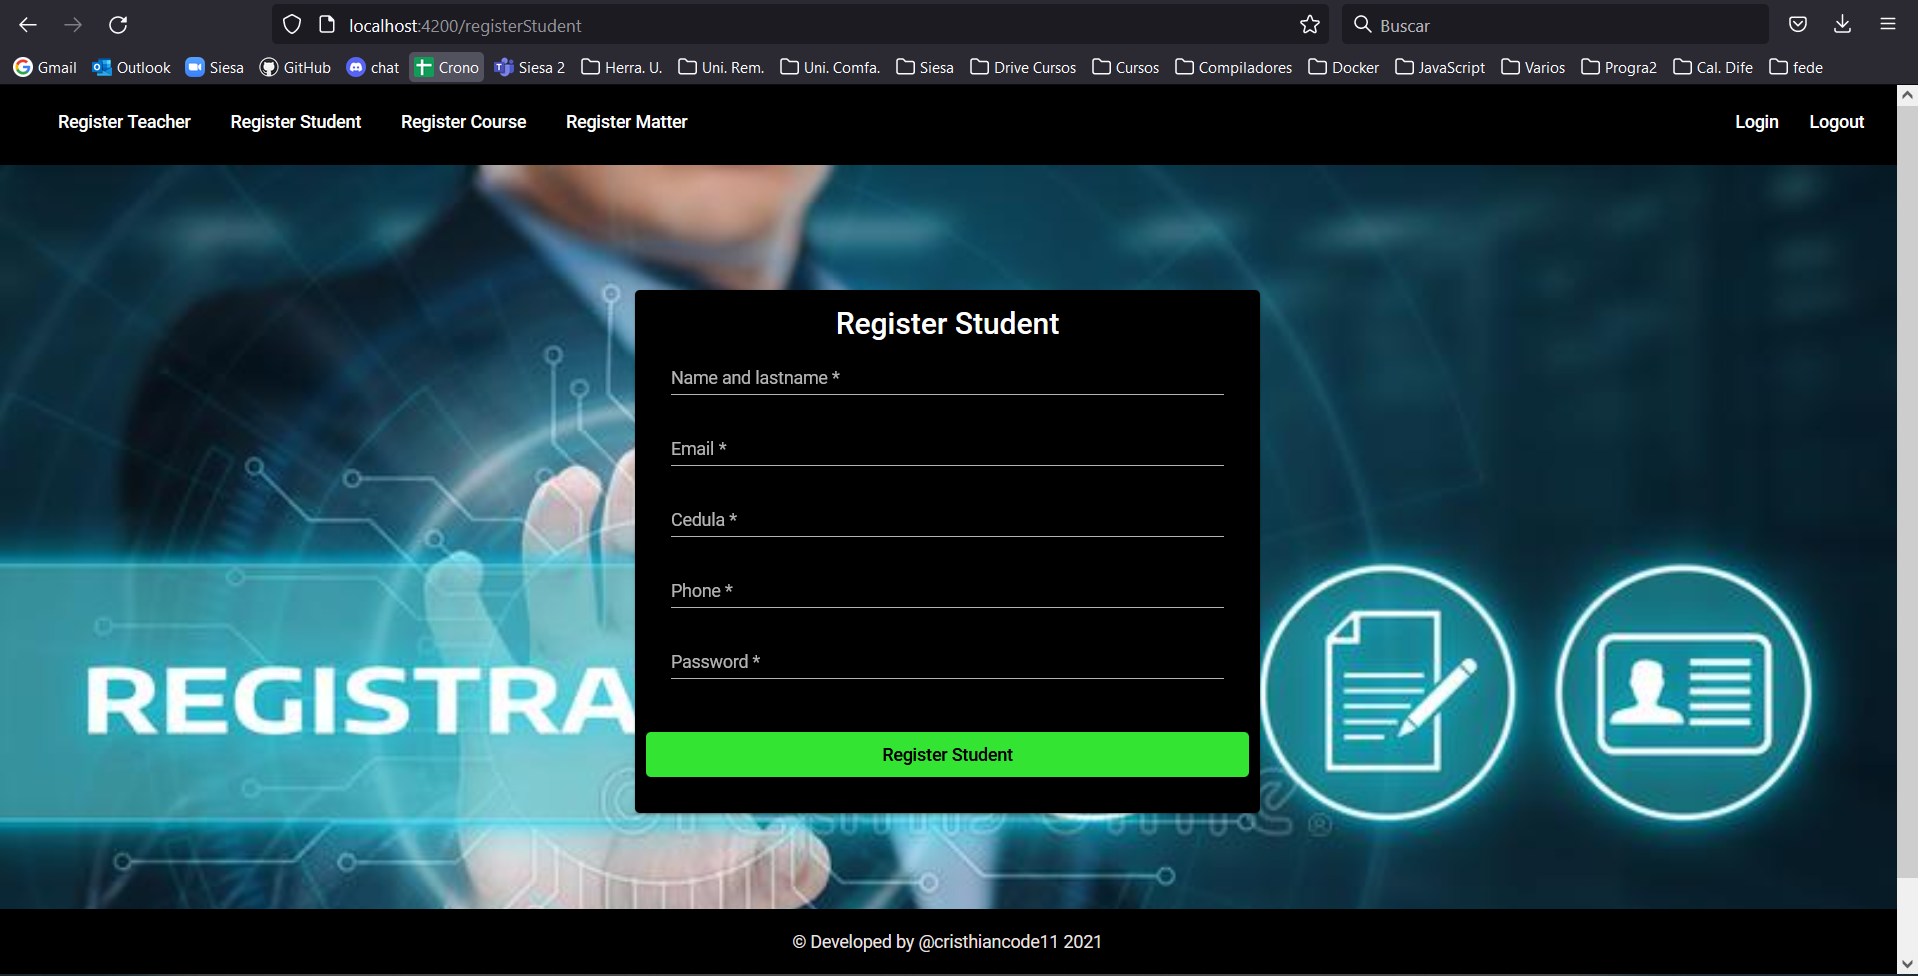 localhost:4200/registerStudent
Buscar
Gmail Outlook Siesa GitHub chat Crono Siesa 2 Herra. U. Uni. Rem. Uni. Comfa. Siesa Drive Cursos Cursos Compiladores Docker JavaScript Varios Progra2 Cal. Dife fede
Register Teacher Register Student Register Course Register Matter Login Logout
Register Student
Name and lastname *
Email *
Cedula *
Phone *
Password *
REGISTRA
Register Student
© Developed by @cristhiancode11 2021